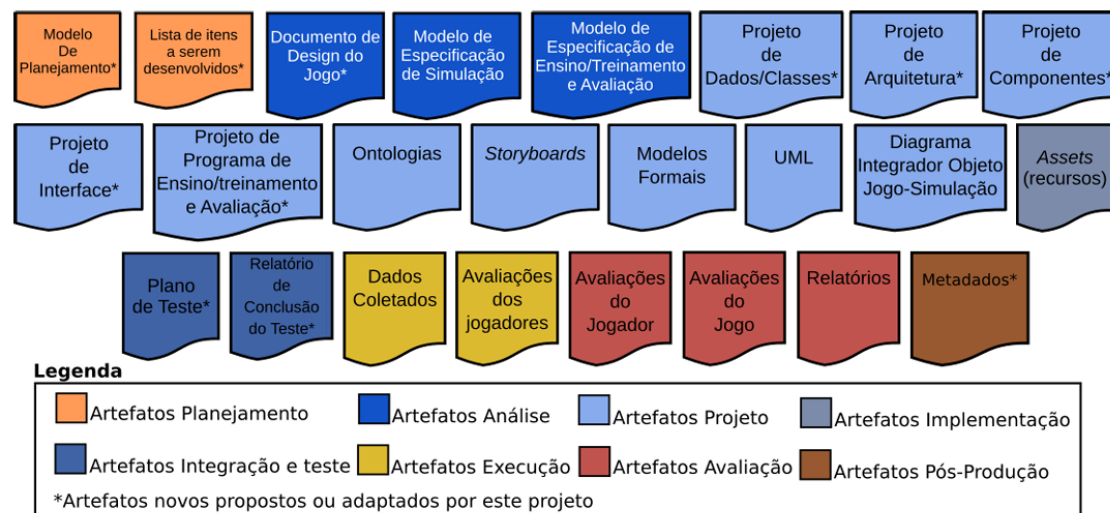 Modelo
De
Planejamento*
Lista de itens
a serem
desenvolvidos*
Documento de
Design do
Jogo*
Modelo de
Especificação
de Simulação
Modelo de
Especificação de
Ensino/Treinamento
e Avaliação
Projeto
de
Dados/Classes*
Projeto
de
Arquitetura*
Projeto
de
Componentes*
Projeto
de
Interface*
Projeto de
Programa de
Ensino/treinamento
e Avaliação*
Ontologias
Storyboards
Modelos
Formais
UML
Diagrama
Integrador Objeto
Jogo-Simulação
Assets
(recursos)
Plano
de Teste*
Relatório
de
Conclusão
do Teste*
Dados
Coletados
Avaliações
dos
jogadores
Avaliações
do
Jogador
Avaliações
do
Jogo
Relatórios
Metadados*
Legenda
Artefatos Planejamento
Artefatos Análise
Artefatos Projeto
Artefatos Implementação
Artefatos Integração e teste
Artefatos Execução
Artefatos Avaliação
Artefatos Pós-Produção
*Artefatos novos propostos ou adaptados por este projeto